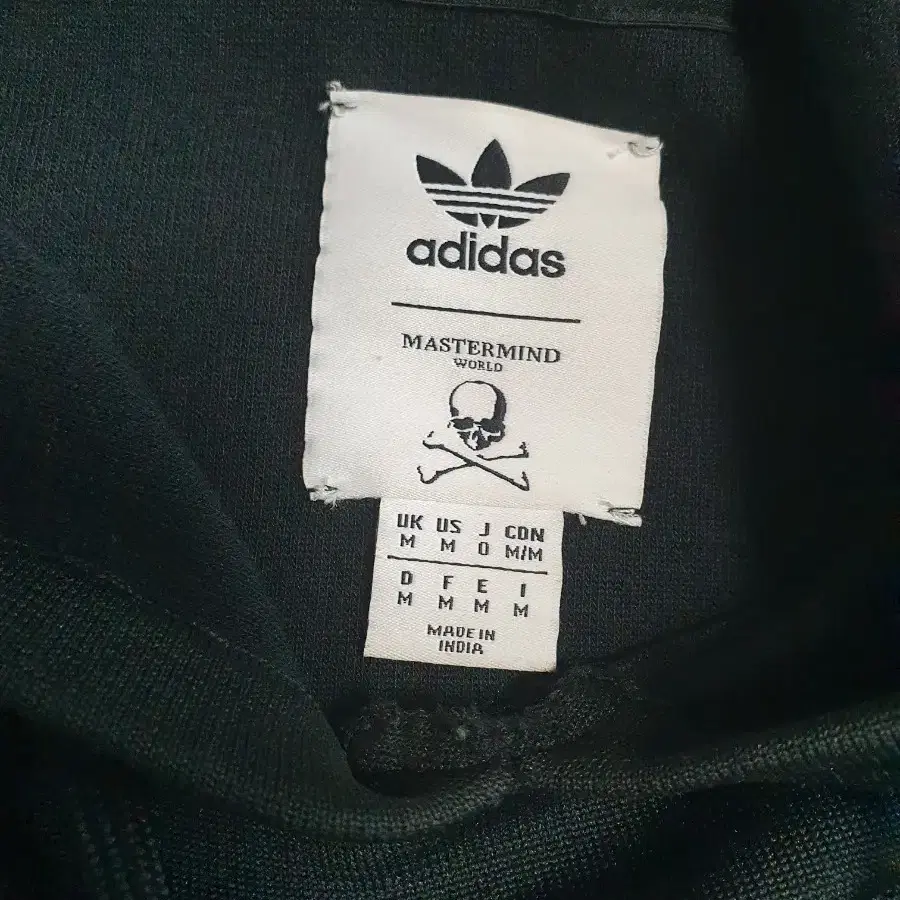 adidas
MASTERMIND
WORLD
UK US J CDN
M M O M/M
D F E I
M M M M
MADE IN
INDIA